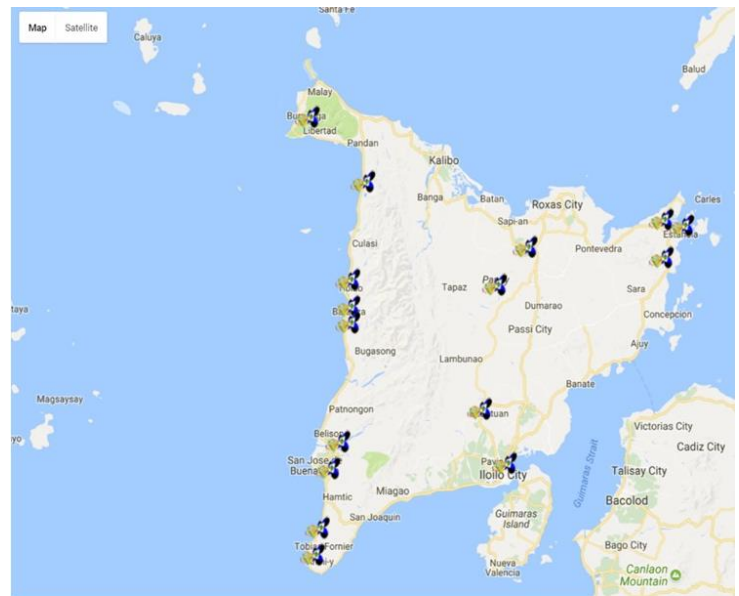 Map Satellite
Santa Fe
Caluya
Balud
Malay
Libertad
Pandan
Kalibo
Banga
Batan
Roxas City
Carles
Sapi-an
Pontevedra
Culasi
Tapaz
Sara
Dumarao
Concepcion
Passi City
Ajuy
Bugasong
Lambunao
Banate
Magsaysay
Patnongon
Victorias City
Cadiz City
Guimaras Strait
Talisay City
San Jose
Iloilo City
Bacolod
Hamtic
Miagao
San Joaquin
Guimaras
Island
Bago City
Nueva
Valencia
Canlaon
Mountain